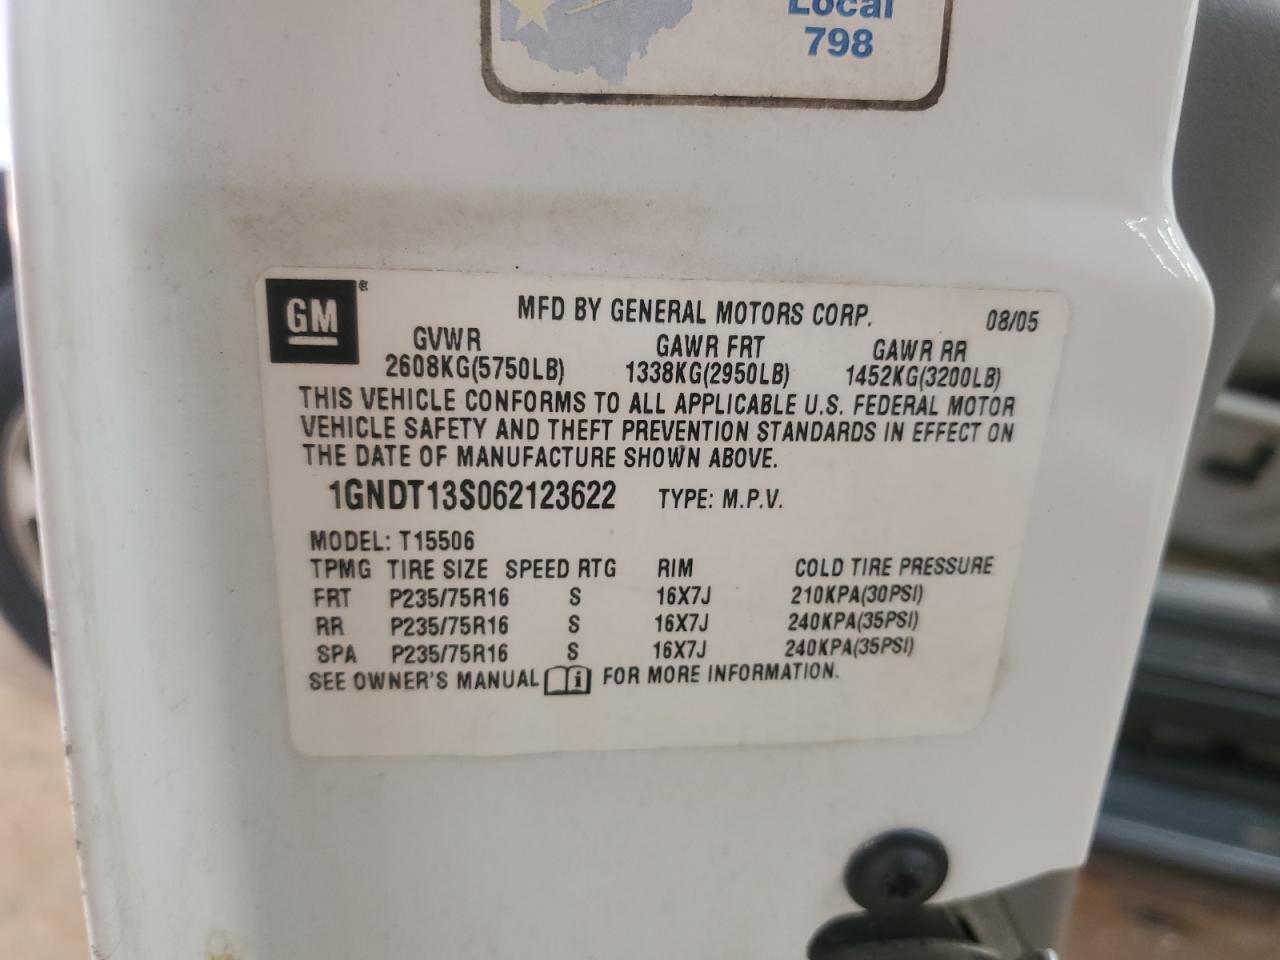 Local
798
GM®
MFD BY GENERAL MOTORS CORP. 08/05
GVWR GAWR FRT GAWR RR
2608KG(5750LB) 1338KG(2950LB) 1452KG(3200LB)
THIS VEHICLE CONFORMS TO ALL APPLICABLE U.S. FEDERAL MOTOR
VEHICLE SAFETY AND THEFT PREVENTION STANDARDS IN EFFECT ON
THE DATE OF MANUFACTURE SHOWN ABOVE.
1GNDT13S062123622 TYPE: M.P.V.
MODEL: T15506
TPMG TIRE SIZE SPEED RTG RIM COLD TIRE PRESSURE
FRT P235/75R16 S 16X7J 210KPA(30PSI)
RR P235/75R16 S 16X7J 240KPA(35PSI)
SPA P235/75R16 S 16X7J 240KPA(35PSI)
SEE OWNER'S MANUAL i FOR MORE INFORMATION.